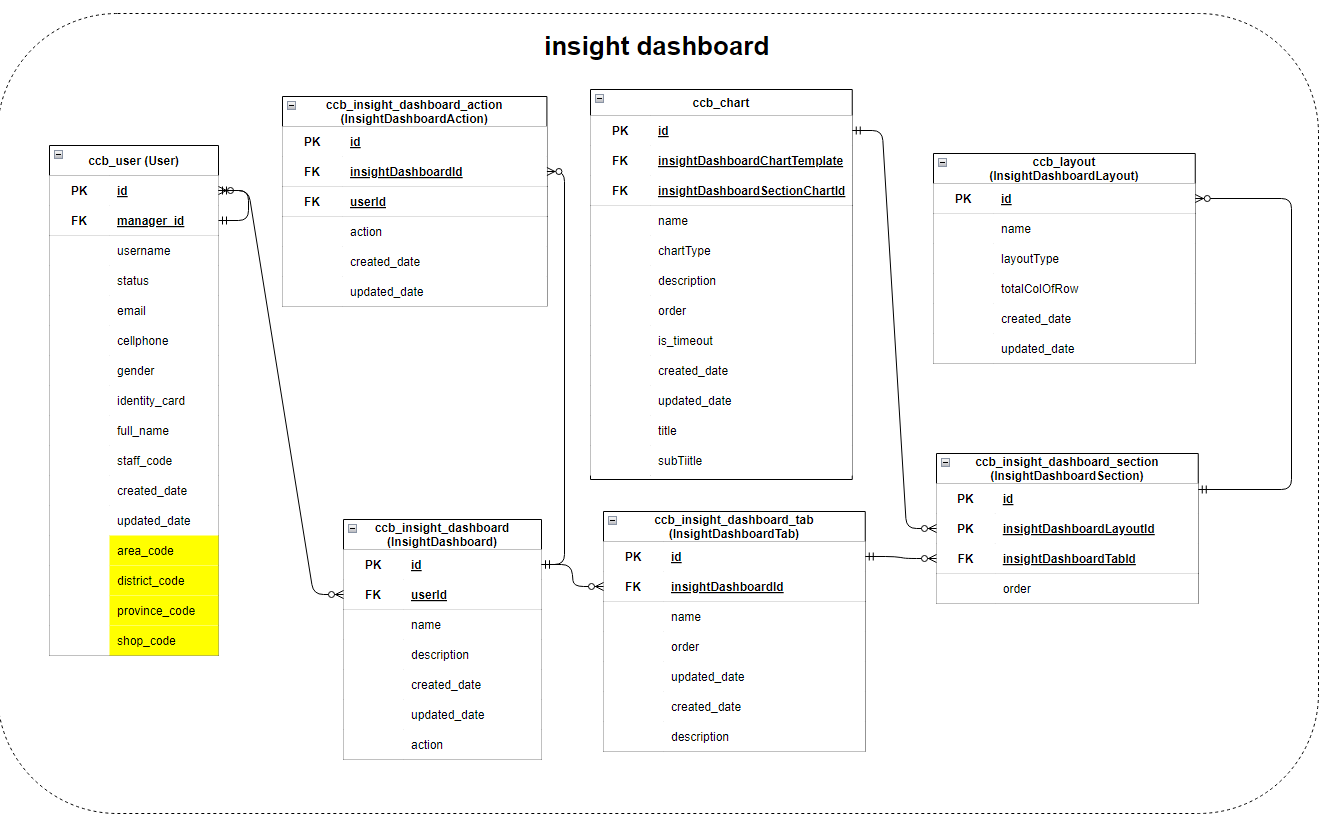 insight dashboard
ccb_user (User)
PK id
FK manager_id
username
status
email
cellphone
gender
identity_card
full_name
staff_code
created_date
updated_date
area_code
district_code
province_code
shop_code
ccb_insight_dashboard_action
(InsightDashboardAction)
PK id
FK insightDashboardId
FK userId
action
created_date
updated_date
ccb_chart
PK id
FK insightDashboardChartTemplate
FK insightDashboardSectionChartId
name
chartType
description
order
is_timeout
created_date
updated_date
title
subTiitle
ccb_layout
(InsightDashboardLayout)
PK id
name
layoutType
totalColOfRow
created_date
updated_date
ccb_insight_dashboard
(InsightDashboard)
PK id
FK userId
name
description
created_date
updated_date
action
ccb_insight_dashboard_tab
(InsightDashboardTab)
PK id
FK insightDashboardId
name
order
updated_date
created_date
description
ccb_insight_dashboard_section
(InsightDashboardSection)
PK id
PK insightDashboardLayoutId
FK insightDashboardTabId
order